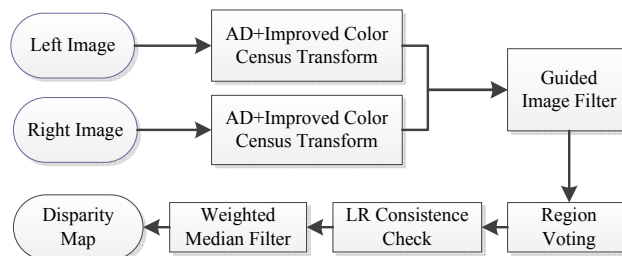 Left Image
AD+Improved Color
Census Transform
Right Image
AD+Improved Color
Census Transform
Guided
Image Filter
Disparity
Map
Weighted
Median Filter
LR Consistence
Check
Region
Voting